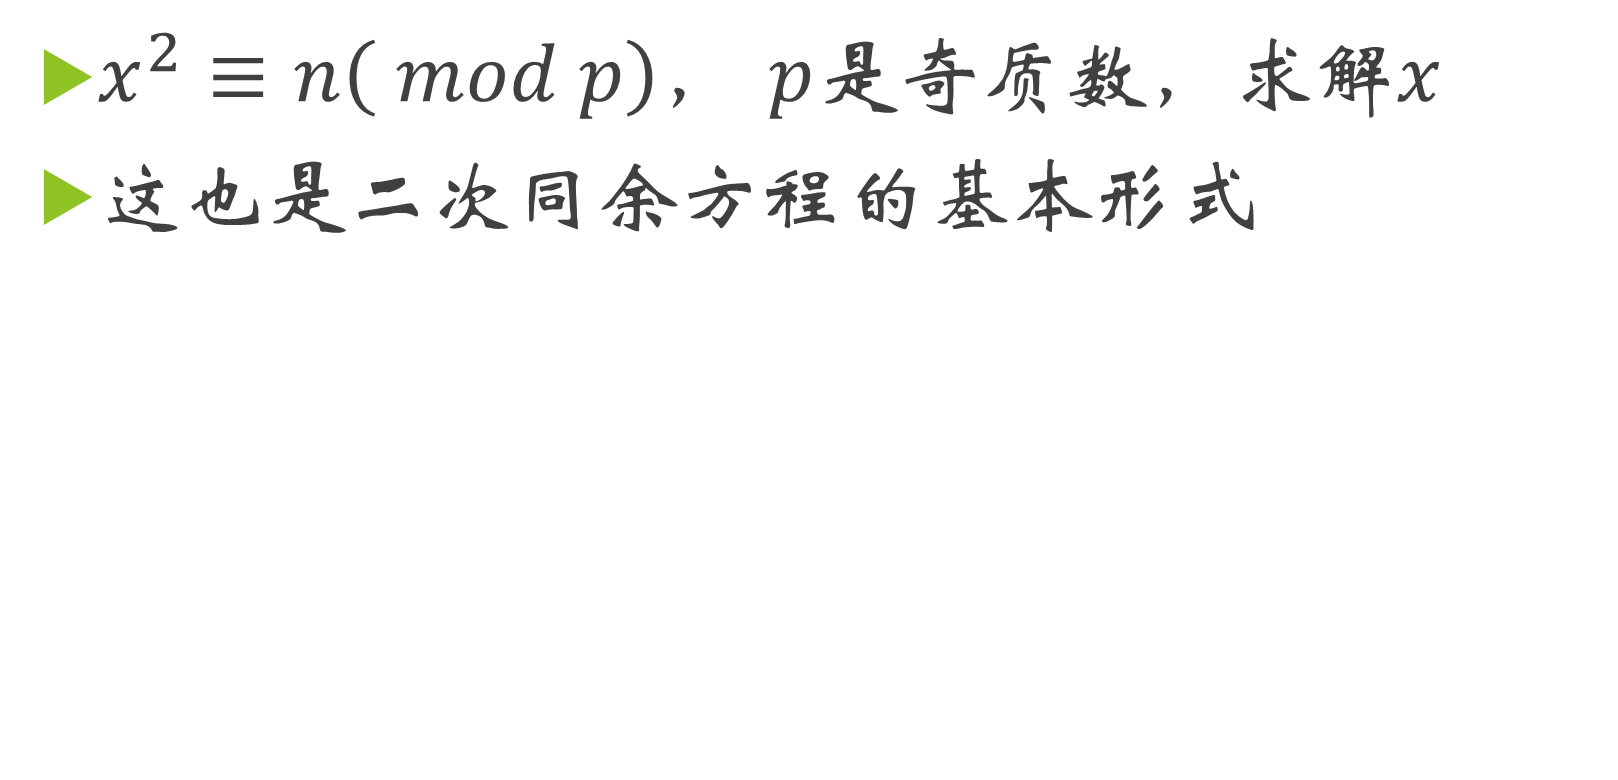 x² ≡ n( mod p)， p是奇质数，求解x
这也是二次同余方程的基本形式